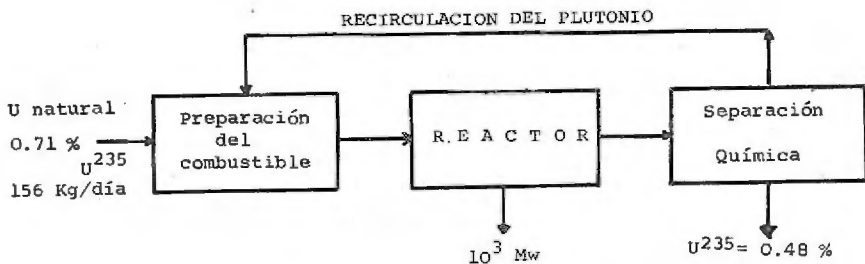 RECIRCULACION DEL PLUTONIO
U natural
0.71 %
U235
156 Kg/día
Preparación
del
combustible
R.E A C T O R
103 Mw
Separación
Química
U235= 0.48 %